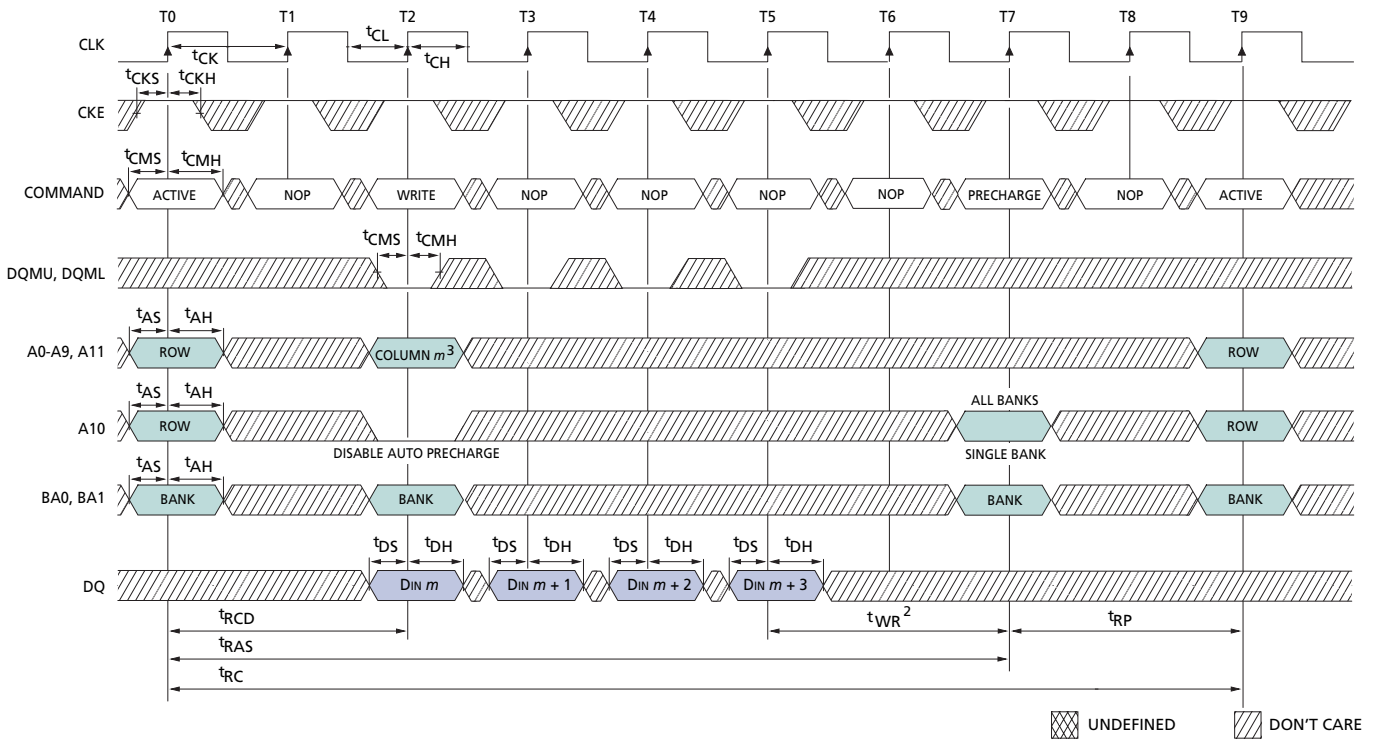 T0 T1 T2 T3 T4 T5 T6 T7 T8 T9
CLK
tCK tCL tCH
tCKS tCKH
CKE
tCMS tCMH
COMMAND ACTIVE NOP WRITE NOP NOP NOP NOP PRECHARGE NOP ACTIVE
tCMS tCMH
DQMU, DQML
tAS tAH
A0-A9, A11 ROW COLUMN m3 ROW
tAS tAH ALL BANKS
A10 ROW ROW
DISABLE AUTO PRECHARGE SINGLE BANK
tAS tAH
BA0, BA1 BANK BANK BANK BANK
tDS tDH tDS tDH tDS tDH tDS tDH
DQ DIN m DIN m + 1 DIN m + 2 DIN m + 3
tRCD tWR2 tRP
tRAS
tRC
UNDEFINED DON'T CARE